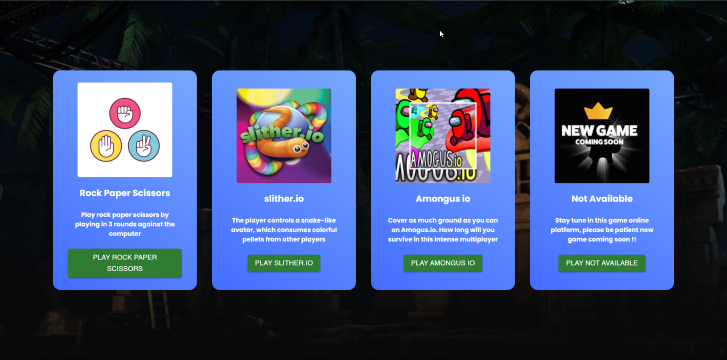 Rock Paper Scissors
Play rock paper scissors by
playing in 3 rounds against the
computer
PLAY ROCK PAPER
SCISSORS
slither.io
slither.io
The player controls a snake-like
avatar, which consumes colorful
pellets from other players
PLAY SLITHER.IO
AMOGUS.io
AMOGUS.io
Amongus io
Cover as much ground as you can
on Amogus.io. How long will you
survive in this intense multiplayer
PLAY AMONGUS IO
NEW GAME
COMING SOON
Not Available
Stay tune in this game online
platform, please be patient new
game coming soon !!
PLAY NOT AVAILABLE